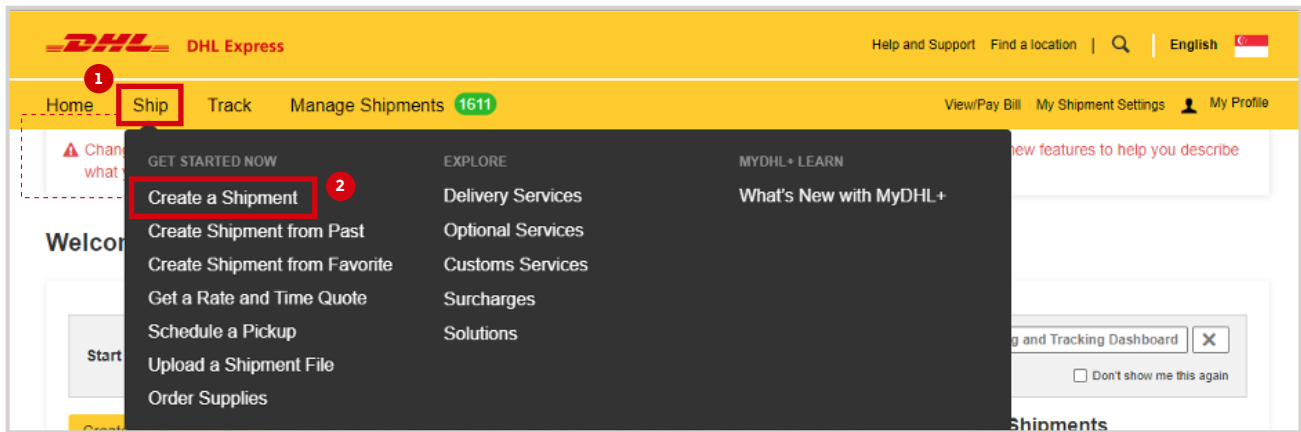 DHL DHL Express
Help and Support Find a location | English
1
Home Ship Track Manage Shipments 1611
View/Pay Bill My Shipment Settings My Profile
new features to help you describe
what
GET STARTED NOW
Create a Shipment 2
Create Shipment from Past
Create Shipment from Favorite
Get a Rate and Time Quote
Schedule a Pickup
Upload a Shipment File
Order Supplies
EXPLORE
Delivery Services
Optional Services
Customs Services
Surcharges
Solutions
MYDHL+ LEARN
What's New with MyDHL+
Start
and Tracking Dashboard
Don't show me this again
Shipments